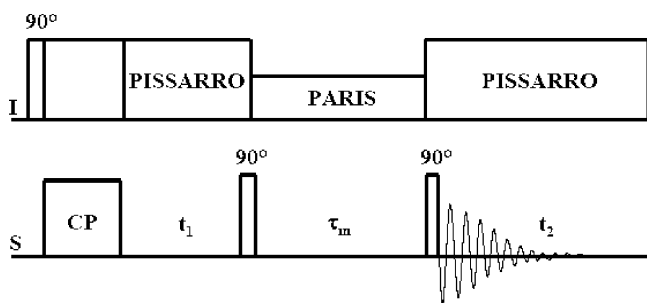 90°
PISSARRO PARIS PISSARRO
I
90° 90°
CP t₁ τₘ t₂
S